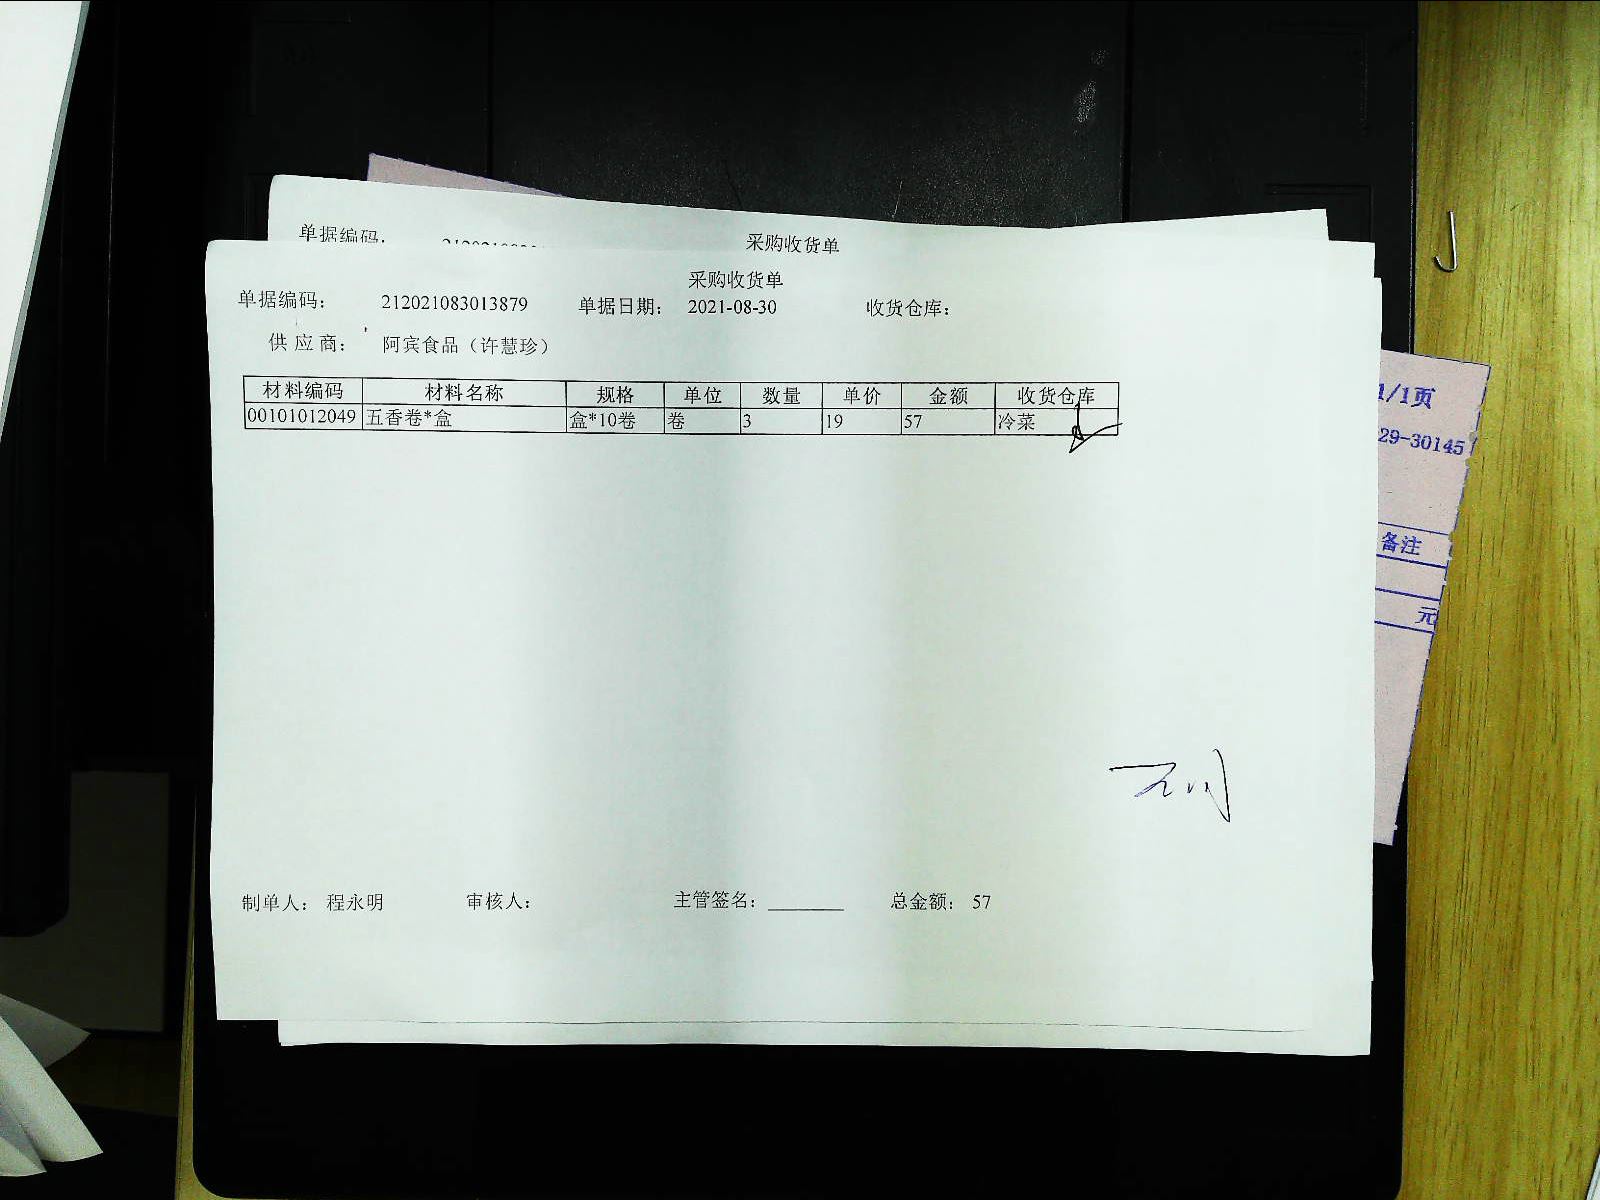 单据编码： 采购收货单
采购收货单
单据编码： 212021083013879 单据日期： 2021-08-30 收货仓库：
供应商： 阿宾食品（许慧珍）
材料编码 材料名称 规格 单位 数量 单价 金额 收货仓库
00101012049 五香卷*盒 盒*10卷 卷 3 19 57 冷菜
制单人： 程永明 审核人： 主管签名： 总金额： 57
1/1页
29-30145
备注
元